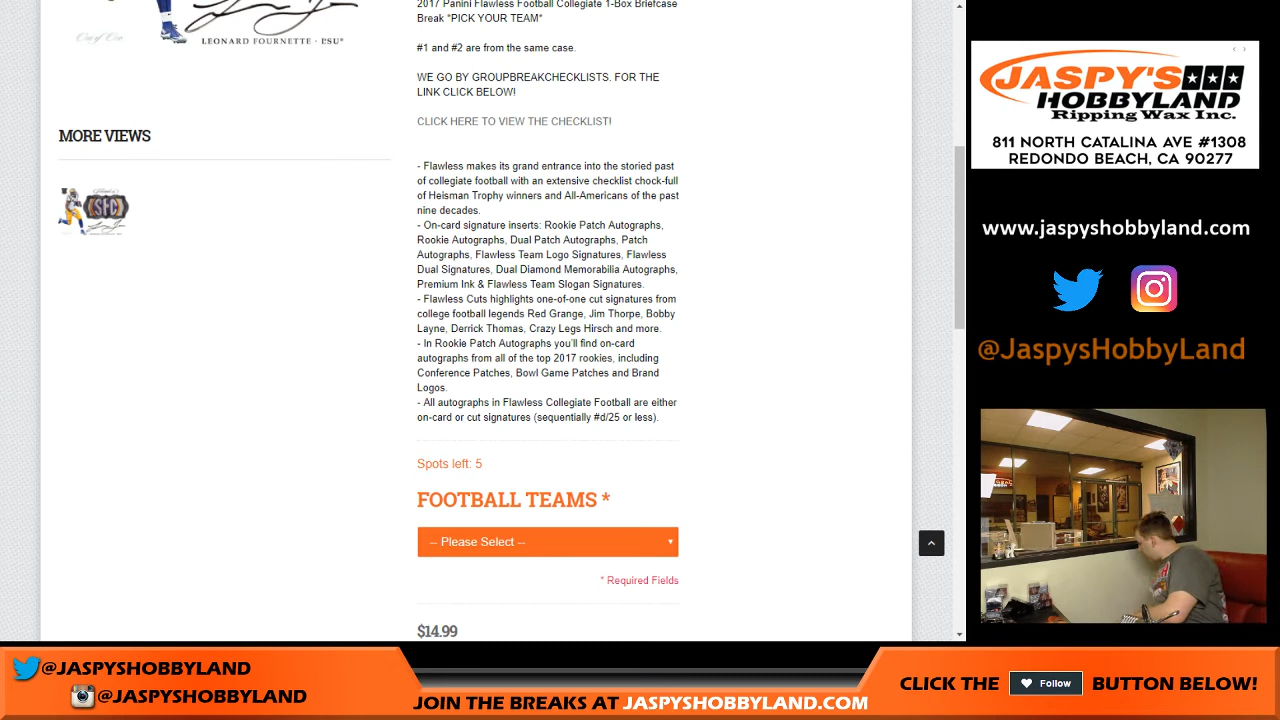 One of One
LEONARD FOURNETTE · LSU®
MORE VIEWS
SFC
2017 Panini Flawless Football Collegiate 1-Box Briefcase
Break *PICK YOUR TEAM*
#1 and #2 are from the same case.
WE GO BY GROUPBREAKCHECKLISTS. FOR THE
LINK CLICK BELOW!
CLICK HERE TO VIEW THE CHECKLIST!
- Flawless makes its grand entrance into the storied past
of collegiate football with an extensive checklist chock-full
of Heisman Trophy winners and All-Americans of the past
nine decades.
- On-card signature inserts: Rookie Patch Autographs,
Rookie Autographs, Dual Patch Autographs, Patch
Autographs, Flawless Team Logo Signatures, Flawless
Dual Signatures, Dual Diamond Memorabilia Autographs,
Premium Ink & Flawless Team Slogan Signatures.
- Flawless Cuts highlights one-of-one cut signatures from
college football legends Red Grange, Jim Thorpe, Bobby
Layne, Derrick Thomas, Crazy Legs Hirsch and more.
- In Rookie Patch Autographs you'll find on-card
autographs from all of the top 2017 rookies, including
Conference Patches, Bowl Game Patches and Brand
Logos.
- All autographs in Flawless Collegiate Football are either
on-card or cut signatures (sequentially #d/25 or less).
Spots left: 5
FOOTBALL TEAMS *
-- Please Select --
* Required Fields
$14.99
JASPY'S
HOBBYLAND
Ripping Wax Inc.
811 NORTH CATALINA AVE #1308
REDONDO BEACH, CA 90277
www.jaspyshobbyland.com
@JaspysHobbyLand
@JASPYSHOBBYLAND
@JASPYSHOBBYLAND
JOIN THE BREAKS AT JASPYSHOBBYLAND.COM
CLICK THE Follow BUTTON BELOW!